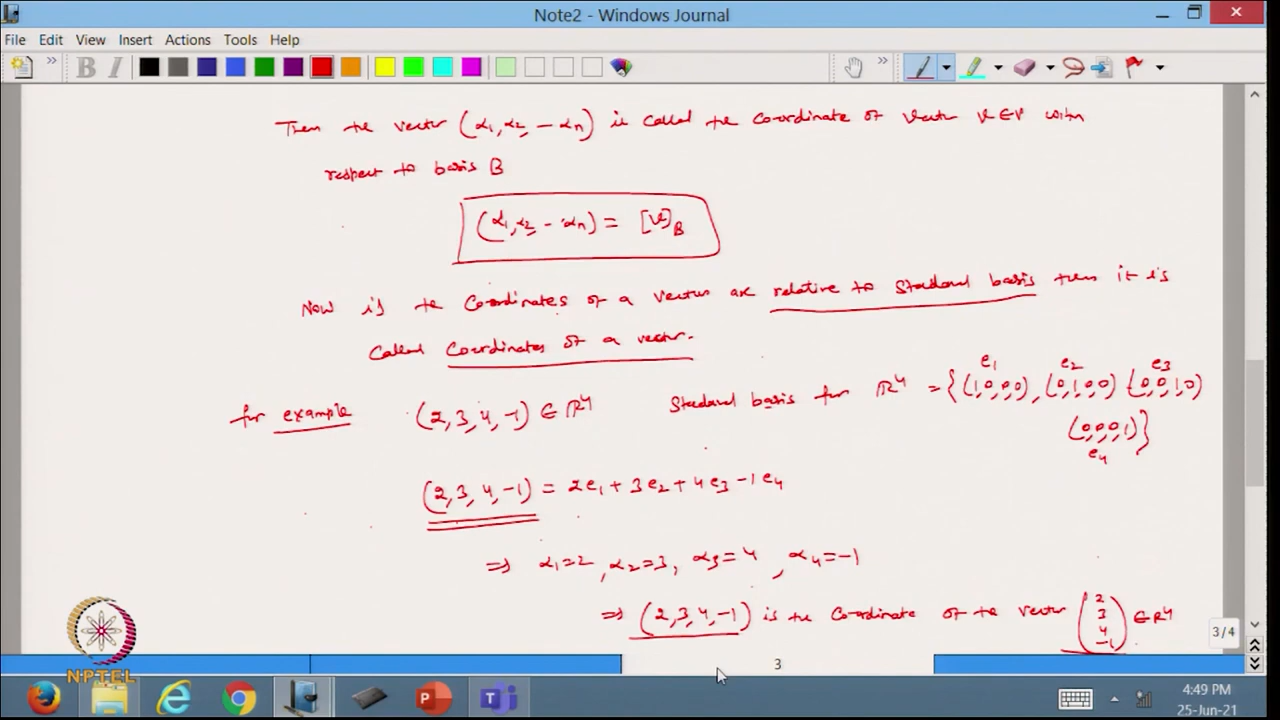 Note2 - Windows Journal
File Edit View Insert Actions Tools Help
Then the vector (α1, α2, – αn) is called the coordinate of vector v∈V with
respect to basis B
(α1, α2 - - αn) = [v]B
Now if the coordinates of a vector are relative to standard basis then it is
called coordinates of a vector.
for example (2,3,4,-1) ∈ R4 Standard basis for R4 = {(1,0,0,0), (0,1,0,0) (0,0,1,0)
e1 e2 e3
(0,0,0,1)}
e4
(2,3,4,-1) = 2e1 + 3e2 + 4e3 - 1e4
⇒ α1=2, α2=3, α3=4, α4=-1
⇒ (2,3,4,-1) is the coordinate of the vector (2 3 4 -1) ∈ R4
3/4
3
NPTEL
4:49 PM
25-Jun-21